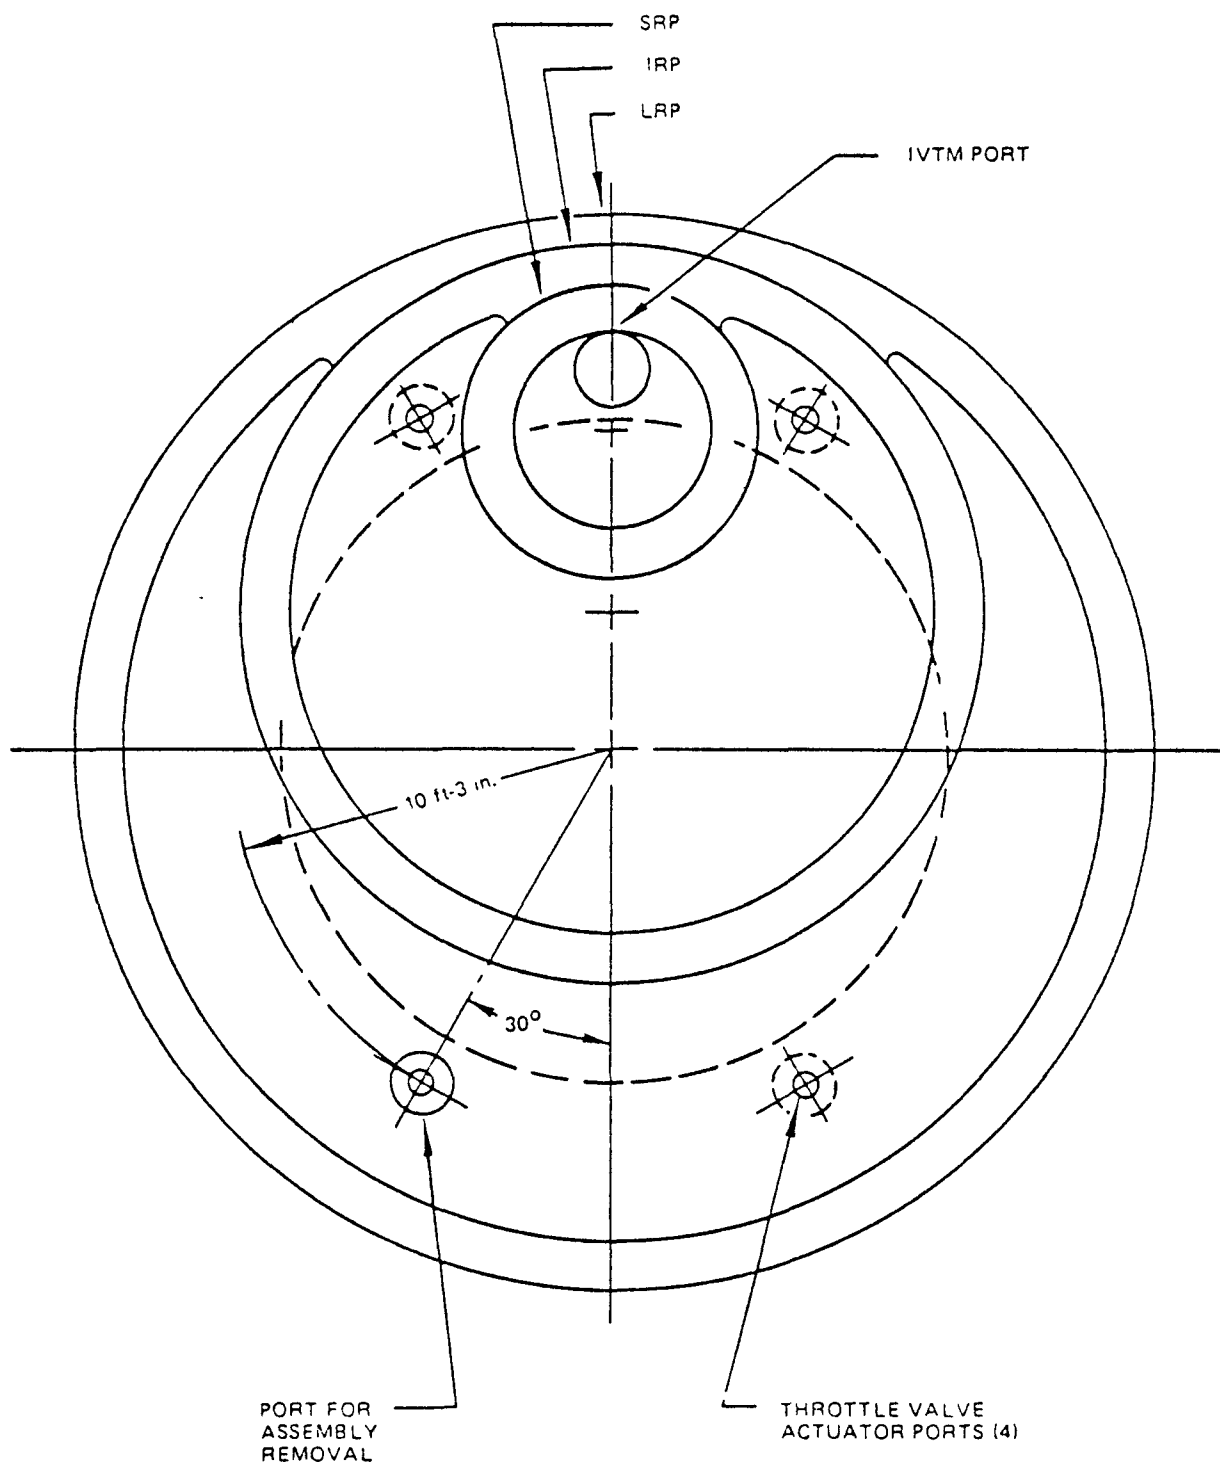 SRP
IRP
LRP
IVTM PORT
10 ft-3 in.
30°
PORT FOR
ASSEMBLY
REMOVAL
THROTTLE VALVE
ACTUATOR PORTS (4)